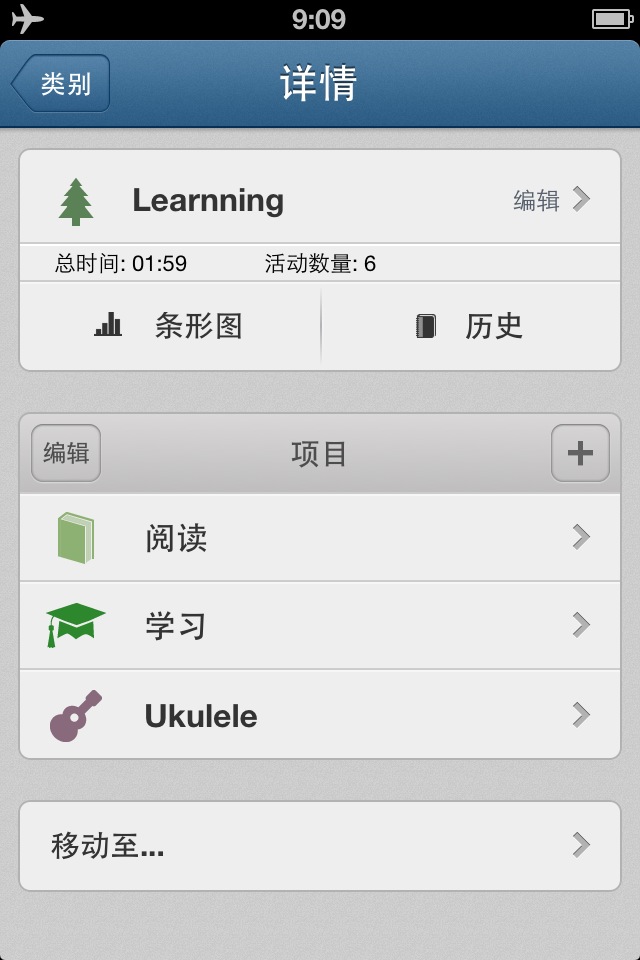 9:09
类别
详情
Learnning
编辑
总时间: 01:59 活动数量: 6
条形图
历史
编辑
项目
阅读
学习
Ukulele
移动至...